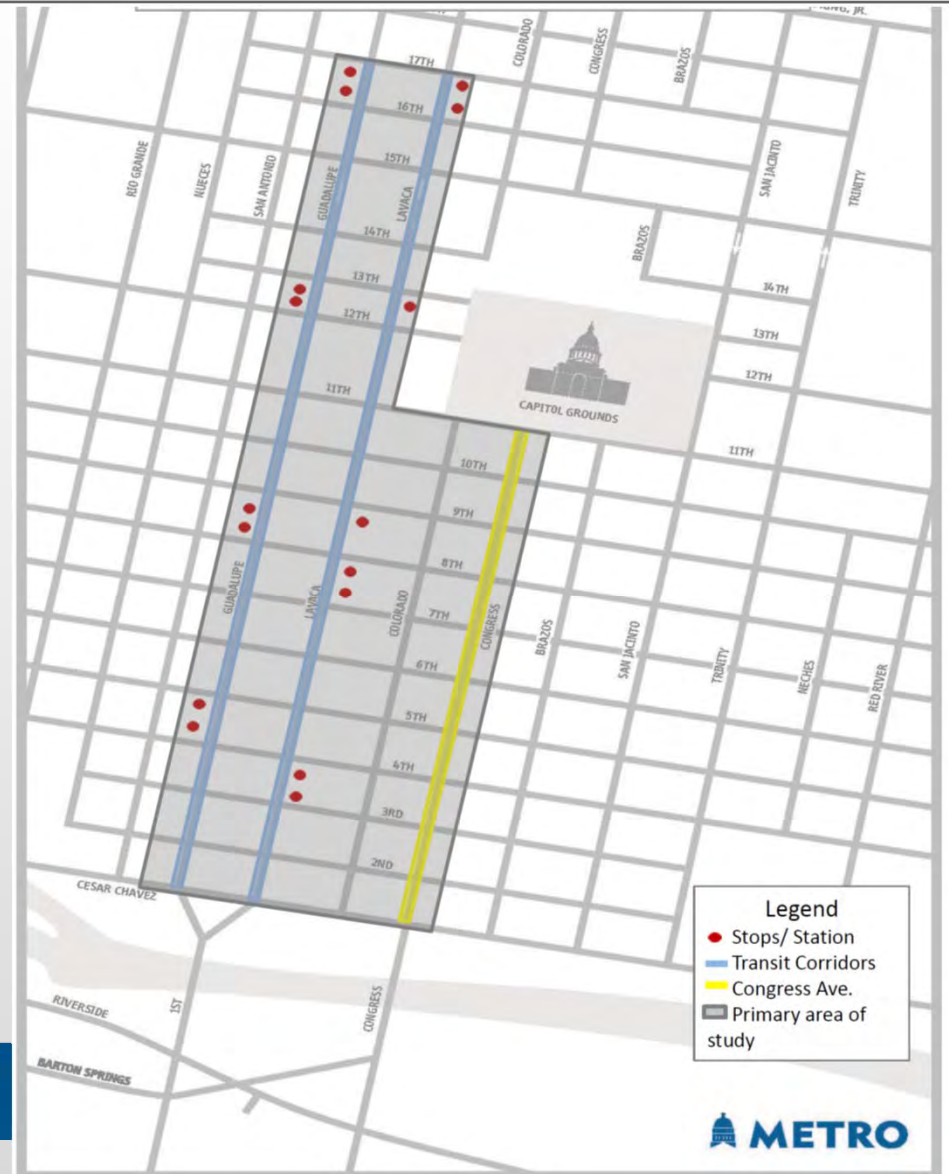 COLORADO
CONGRESS
BRAZOS
17TH
16TH
15TH
RIO GRANDE
NUECES
SAN ANTONIO
GUADALUPE
LAVACA
SAN JACINTO
TRINITY
14TH
BRAZOS
13TH
14TH
12TH
13TH
12TH
11TH
CAPITOL GROUNDS
11TH
10TH
9TH
8TH
GUADALUPE
LAVACA
COLORADO
7TH
CONGRESS
BRAZOS
SAN JACINTO
TRINITY
NECHES
RED RIVER
6TH
5TH
4TH
3RD
2ND
CESAR CHAVEZ
Legend
Stops/ Station
Transit Corridors
Congress Ave.
Primary area of
study
RIVERSIDE
1ST
CONGRESS
BARTON SPRINGS
METRO